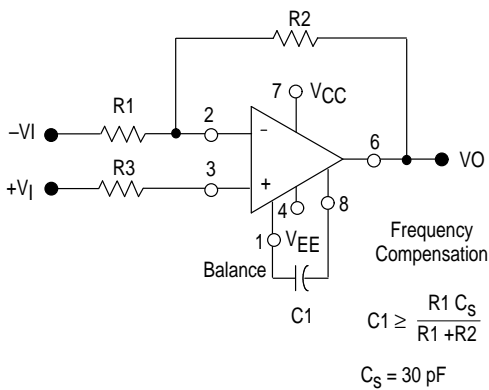 R2
7 VCC
R1
–VI
2
–
6
VO
+VI
R3
3
+
4
8
1
VEE
Balance
C1
Frequency
Compensation
C1 ≥ R1 CS
R1 +R2
CS = 30 pF